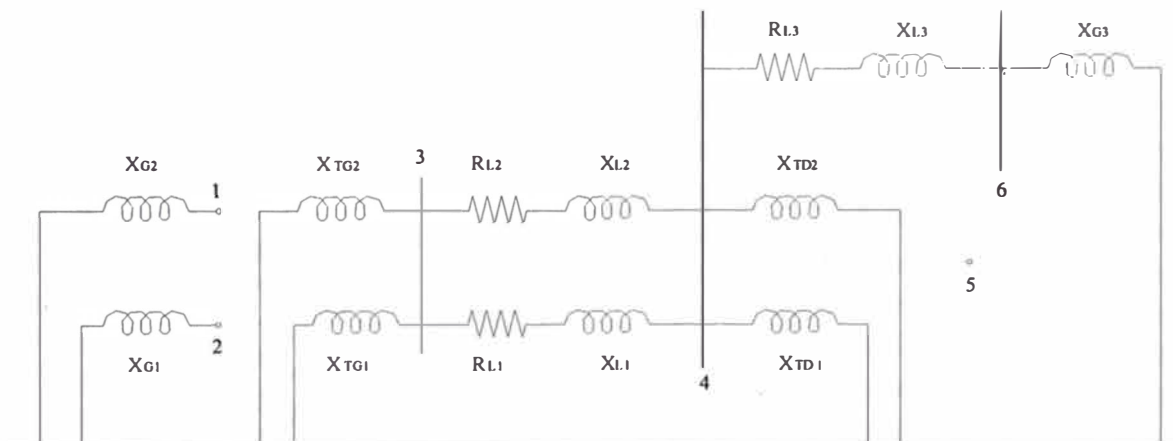 RL3 XL3 XG3
XG2 1 XTG2 3 RL2 XL2 XTD2 6
5
2
XG1 XTG1 RL1 XL1 XTD1
4